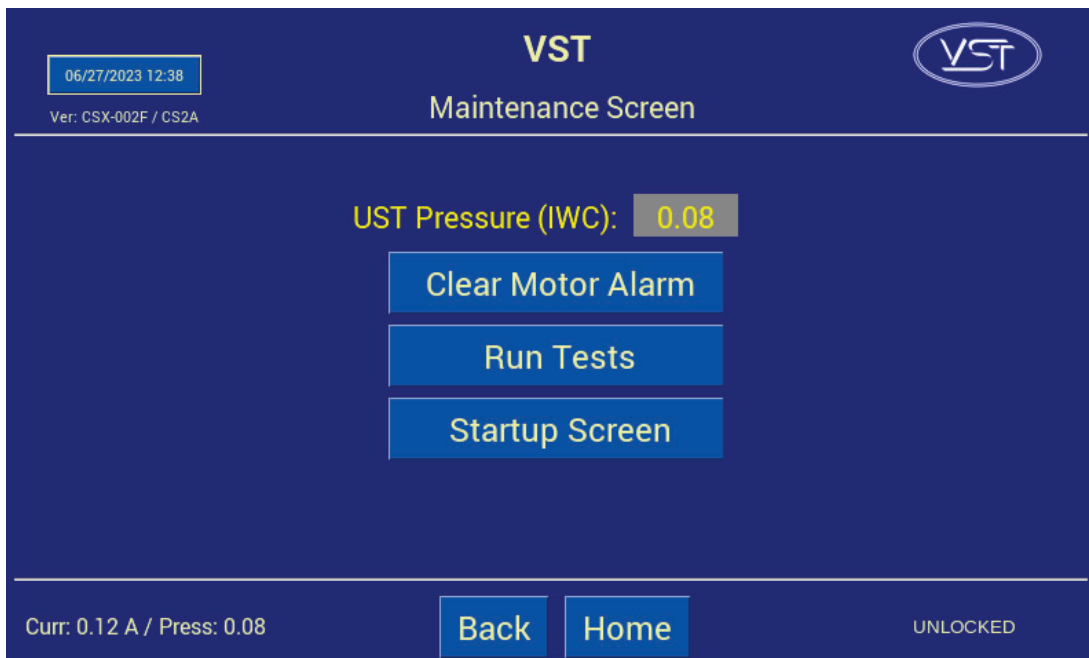 VST
VST
06/27/2023 12:38
Ver: CSX-002F / CS2A
Maintenance Screen
UST Pressure (IWC): 0.08
Clear Motor Alarm
Run Tests
Startup Screen
Curr: 0.12 A / Press: 0.08
Back
Home
UNLOCKED